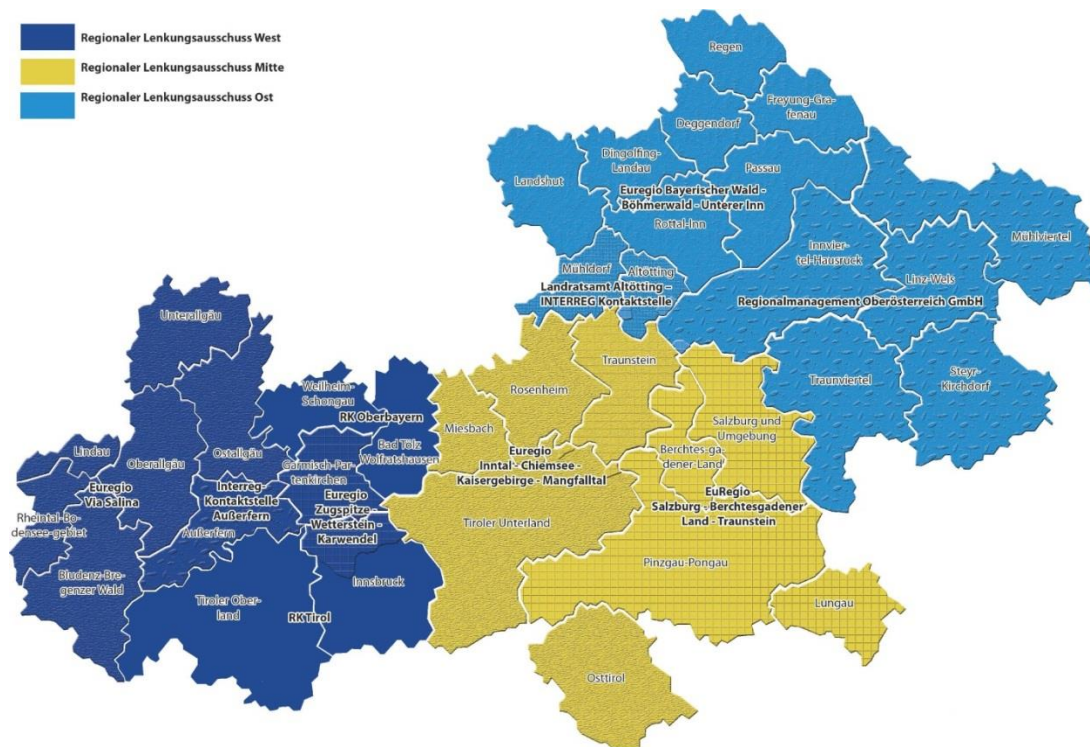 Regionaler Lenkungsausschuss West
Regionaler Lenkungsausschuss Mitte
Regionaler Lenkungsausschuss Ost
Regen
Freyung-Gra-
fenau
Deggendorf
Dingolfing-
Landau
Passau
Landshut
Euregio Bayerischer Wald -
Böhmerwald - Unterer Inn
Rottal-Inn
Mühlviertel
Innvier-
tel-Hausruck
Linz-Wels
Mühldorf
Altötting
Landratsamt Altötting –
INTERREG Kontaktstelle
Regionalmanagement Oberösterreich GmbH
Traunviertel
Steyr-
Kirchdorf
Unterallgäu
Weilheim-
Schongau
RK Oberbayern
Bad Tölz
Wolfratshausen
Lindau
Oberallgäu
Ostallgäu
Garmisch-Par-
tenkirchen
Euregio
Via Salina
Interreg-
Kontaktstelle
Außerfern
Euregio
Zugspitze -
Wetterstein -
Karwendel
Rheintal-Bo-
densee-gebiet
Außerfern
Bludenz-Bre-
genzer Wald
Tiroler Ober-
land
RK Tirol
Innsbruck
Traunstein
Rosenheim
Miesbach
Salzburg und
Umgebung
Euregio
Inntal - Chiemsee -
Kaisergebirge - Mangfalltal
Berchtes-ga-
dener-Land
EuRegio
Salzburg - Berchtesgadener
Land - Traunstein
Tiroler Unterland
Pinzgau-Pongau
Lungau
Osttirol